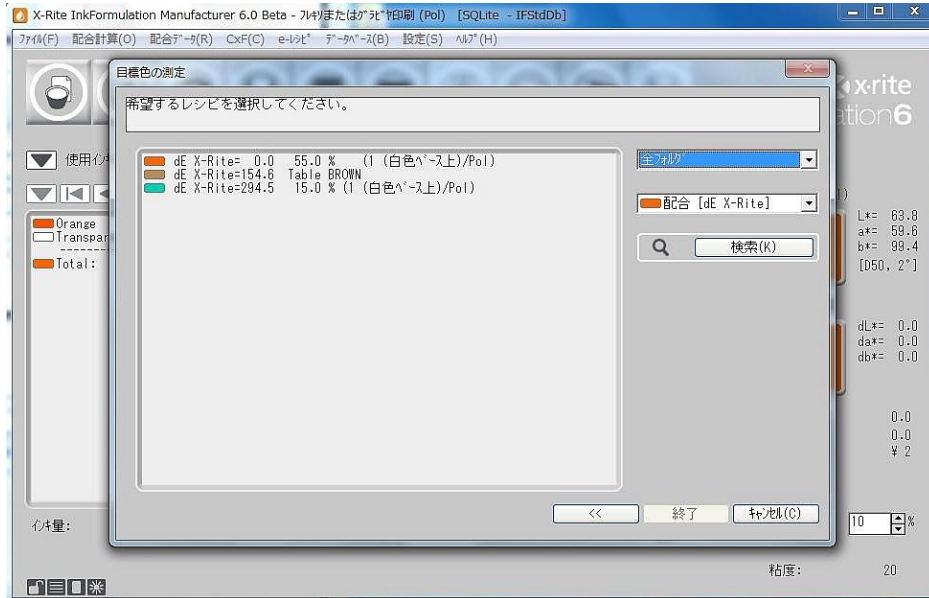 X-Rite InkFormulation Manufacturer 6.0 Beta - ﾌﾚｷｿまたはｸﾞﾗﾋﾞﾔ印刷 (Pol) [SQLite - IFStdDb]
ﾌｧｲﾙ(F) 配合計算(O) 配合ﾃﾞｰﾀ(R) CxF(C) e-ﾚｼﾋﾟ ﾃﾞｰﾀﾍﾞｰｽ(B) 設定(S) ﾍﾙﾌﾟ(H)
目標色の測定
希望するレシピを選択してください。
x·rite
ation6
使用ｲﾝｷ
dE X-Rite= 0.0 55.0 % (1 (白色ﾍﾞｰｽ上)/Pol)
dE X-Rite=154.6 Table BROWN
dE X-Rite=294.5 15.0 % (1 (白色ﾍﾞｰｽ上)/Pol)
全ﾌｫﾙﾀﾞ
配合 [dE X-Rite]
検索(K)
Orange
Transpar
----------
Total:
1)
L*= 63.8
a*= 59.6
b*= 99.4
[D50, 2°]
dL*= 0.0
da*= 0.0
db*= 0.0
0.0
0.0
¥ 2
<< 終了 ｷｬﾝｾﾙ(C)
ｲﾝｷ量:
10 %
粘度: 20